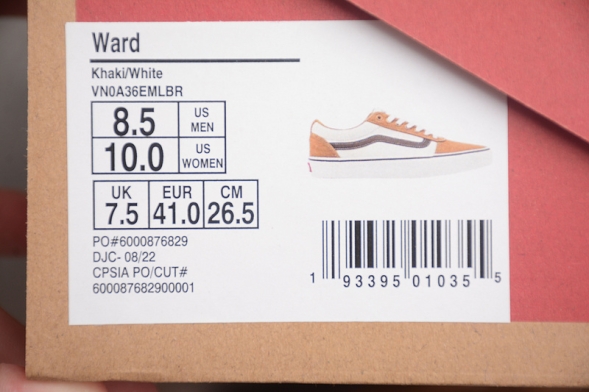 Ward
Khaki/White
VN0A36EMLBR
8.5 US MEN
10.0 US WOMEN
UK 7.5 EUR 41.0 CM 26.5
PO#6000876829
DJC- 08/22
CPSIA PO/CUT#
600087682900001
1 93395 01035 5